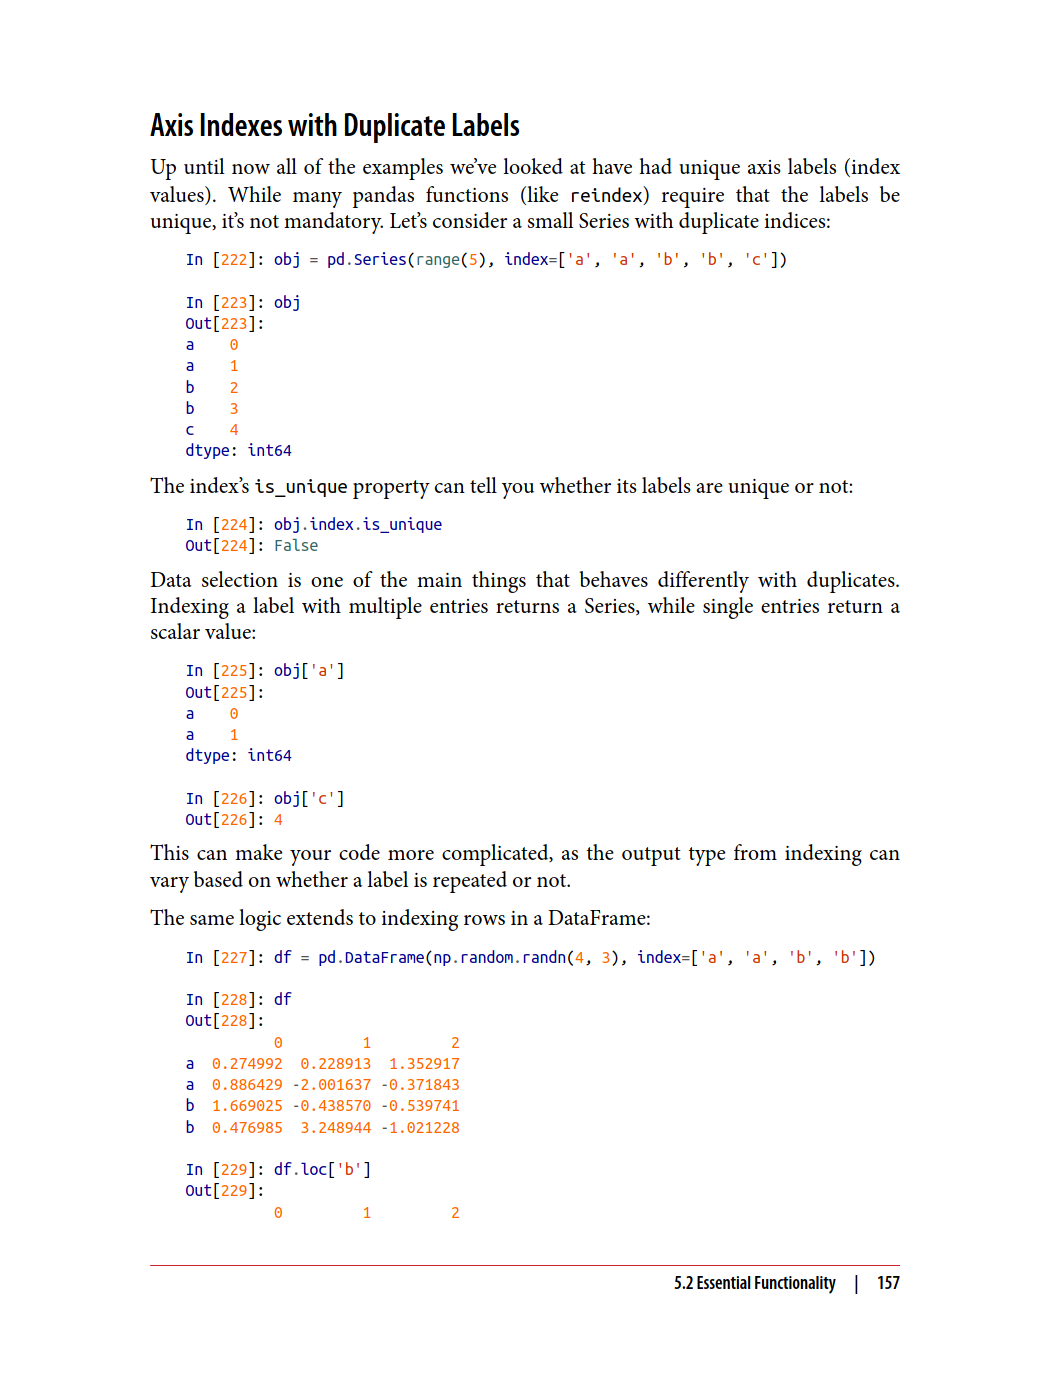 Axis Indexes with Duplicate Labels
Up until now all of the examples we’ve looked at have had unique axis labels (index
values). While many pandas functions (like reindex) require that the labels be
unique, it’s not mandatory. Let’s consider a small Series with duplicate indices:
In [222]: obj = pd.Series(range(5), index=['a', 'a', 'b', 'b', 'c'])
In [223]: obj
Out[223]:
a    0
a    1
b    2
b    3
c    4
dtype: int64
The index’s is_unique property can tell you whether its labels are unique or not:
In [224]: obj.index.is_unique
Out[224]: False
Data selection is one of the main things that behaves differently with duplicates.
Indexing a label with multiple entries returns a Series, while single entries return a
scalar value:
In [225]: obj['a']
Out[225]:
a    0
a    1
dtype: int64
In [226]: obj['c']
Out[226]: 4
This can make your code more complicated, as the output type from indexing can
vary based on whether a label is repeated or not.
The same logic extends to indexing rows in a DataFrame:
In [227]: df = pd.DataFrame(np.random.randn(4, 3), index=['a', 'a', 'b', 'b'])
In [228]: df
Out[228]:
          0         1         2
a  0.274992  0.228913  1.352917
a  0.886429 -2.001637 -0.371843
b  1.669025 -0.438570 -0.539741
b  0.476985  3.248944 -1.021228
In [229]: df.loc['b']
Out[229]:
          0         1         2
5.2 Essential Functionality | 157